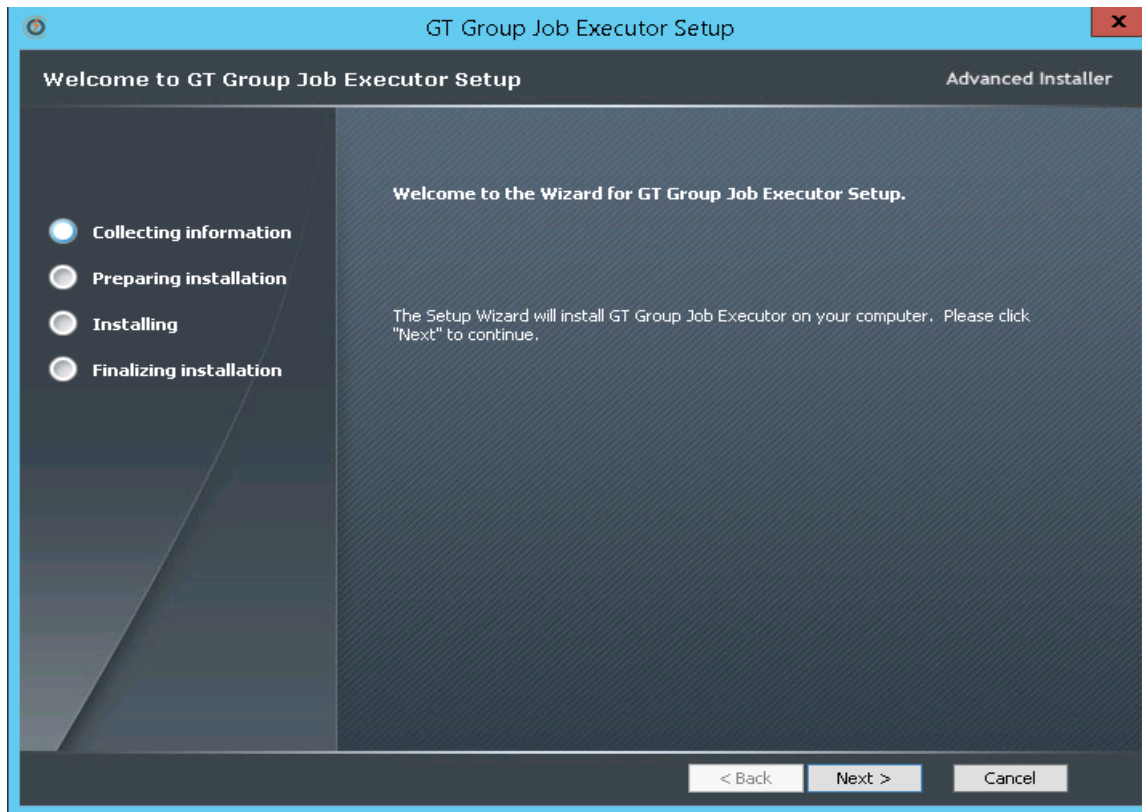 GT Group Job Executor Setup
x
Welcome to GT Group Job Executor Setup
Advanced Installer
Welcome to the Wizard for GT Group Job Executor Setup.
Collecting information
Preparing installation
Installing
Finalizing installation
The Setup Wizard will install GT Group Job Executor on your computer. Please click
"Next" to continue.
< Back
Next >
Cancel